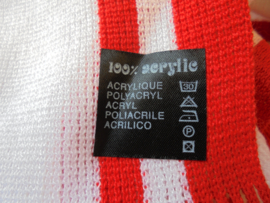 100% acrylic
ACRYLIQUE
POLYACRYL
ACRYL
POLIACRILE
ACRILICO
30
P